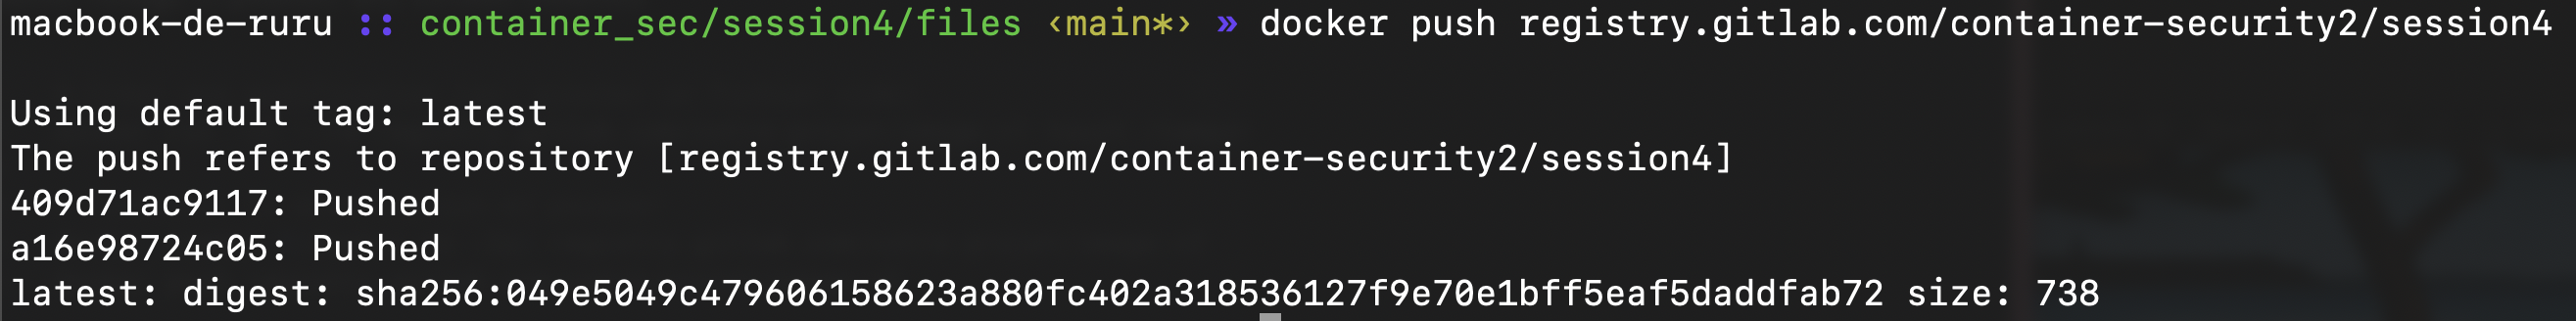 macbook-de-ruru :: container_sec/session4/files ‹main*› » docker push registry.gitlab.com/container-security2/session4
Using default tag: latest
The push refers to repository [registry.gitlab.com/container-security2/session4]
409d71ac9117: Pushed
a16e98724c05: Pushed
latest: digest: sha256:049e5049c479606158623a880fc402a318536127f9e70e1bff5eaf5daddfab72 size: 738